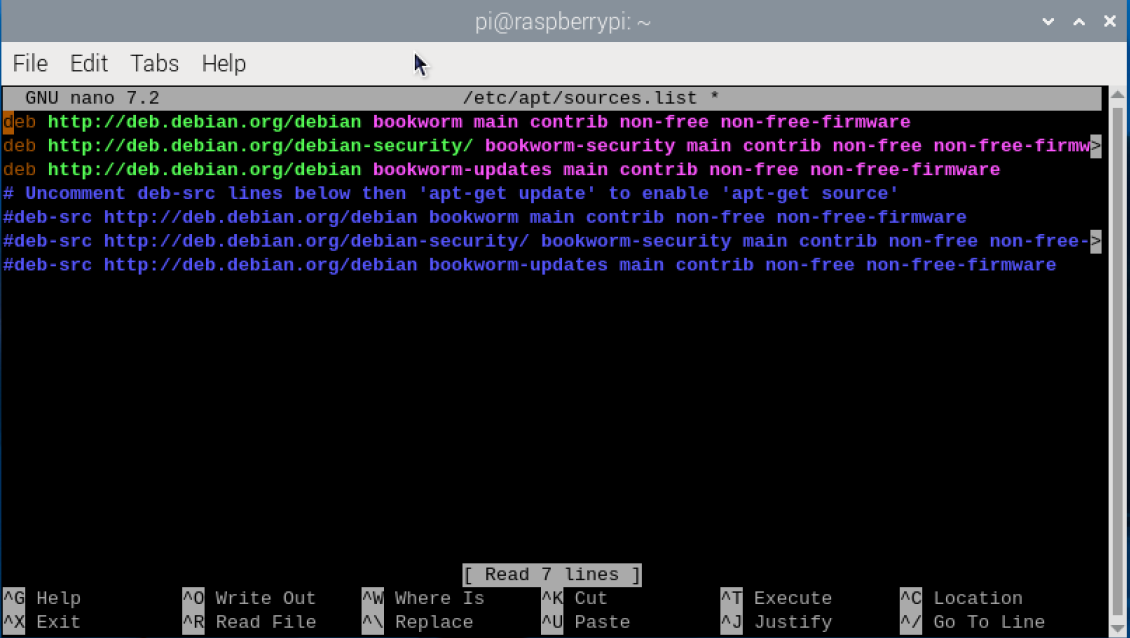 pi@raspberrypi: ~
File Edit Tabs Help
GNU nano 7.2 /etc/apt/sources.list *
deb http://deb.debian.org/debian bookworm main contrib non-free non-free-firmware
deb http://deb.debian.org/debian-security/ bookworm-security main contrib non-free non-free-firmw>
deb http://deb.debian.org/debian bookworm-updates main contrib non-free non-free-firmware
# Uncomment deb-src lines below then 'apt-get update' to enable 'apt-get source'
#deb-src http://deb.debian.org/debian bookworm main contrib non-free non-free-firmware
#deb-src http://deb.debian.org/debian-security/ bookworm-security main contrib non-free non-free->
#deb-src http://deb.debian.org/debian bookworm-updates main contrib non-free non-free-firmware
[ Read 7 lines ]
^G Help ^O Write Out ^W Where Is ^K Cut ^T Execute ^C Location
^X Exit ^R Read File ^\ Replace ^U Paste ^J Justify ^/ Go To Line